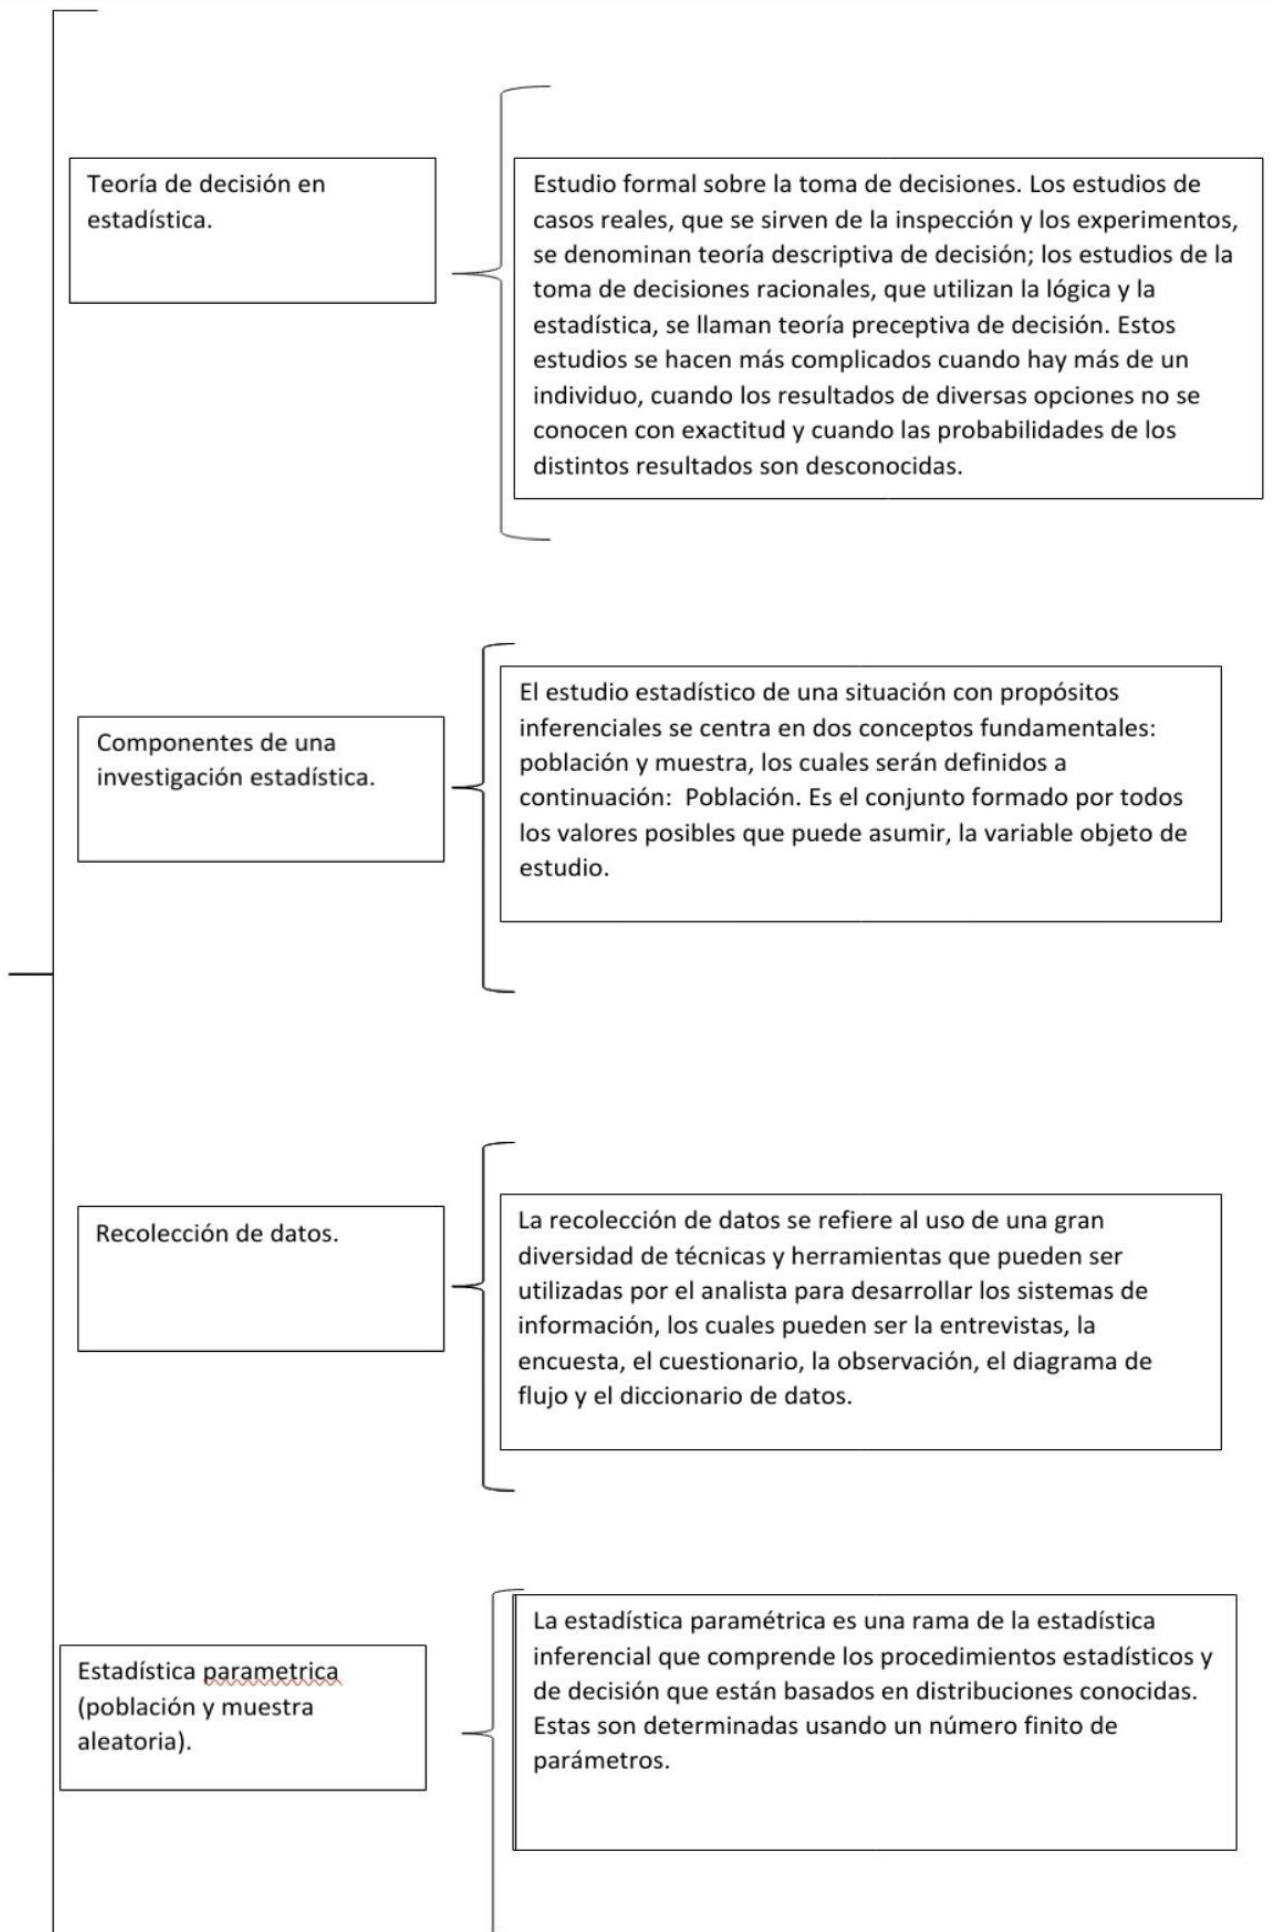 Teoría de decisión en
estadística.
Estudio formal sobre la toma de decisiones. Los estudios de
casos reales, que se sirven de la inspección y los experimentos,
se denominan teoría descriptiva de decisión; los estudios de la
toma de decisiones racionales, que utilizan la lógica y la
estadística, se llaman teoría preceptiva de decisión. Estos
estudios se hacen más complicados cuando hay más de un
individuo, cuando los resultados de diversas opciones no se
conocen con exactitud y cuando las probabilidades de los
distintos resultados son desconocidas.
Componentes de una
investigación estadística.
El estudio estadístico de una situación con propósitos
inferenciales se centra en dos conceptos fundamentales:
población y muestra, los cuales serán definidos a
continuación:  Población. Es el conjunto formado por todos
los valores posibles que puede asumir, la variable objeto de
estudio.
Recolección de datos.
La recolección de datos se refiere al uso de una gran
diversidad de técnicas y herramientas que pueden ser
utilizadas por el analista para desarrollar los sistemas de
información, los cuales pueden ser la entrevistas, la
encuesta, el cuestionario, la observación, el diagrama de
flujo y el diccionario de datos.
Estadística parametrica
(población y muestra
aleatoria).
La estadística paramétrica es una rama de la estadística
inferencial que comprende los procedimientos estadísticos y
de decisión que están basados en distribuciones conocidas.
Estas son determinadas usando un número finito de
parámetros.